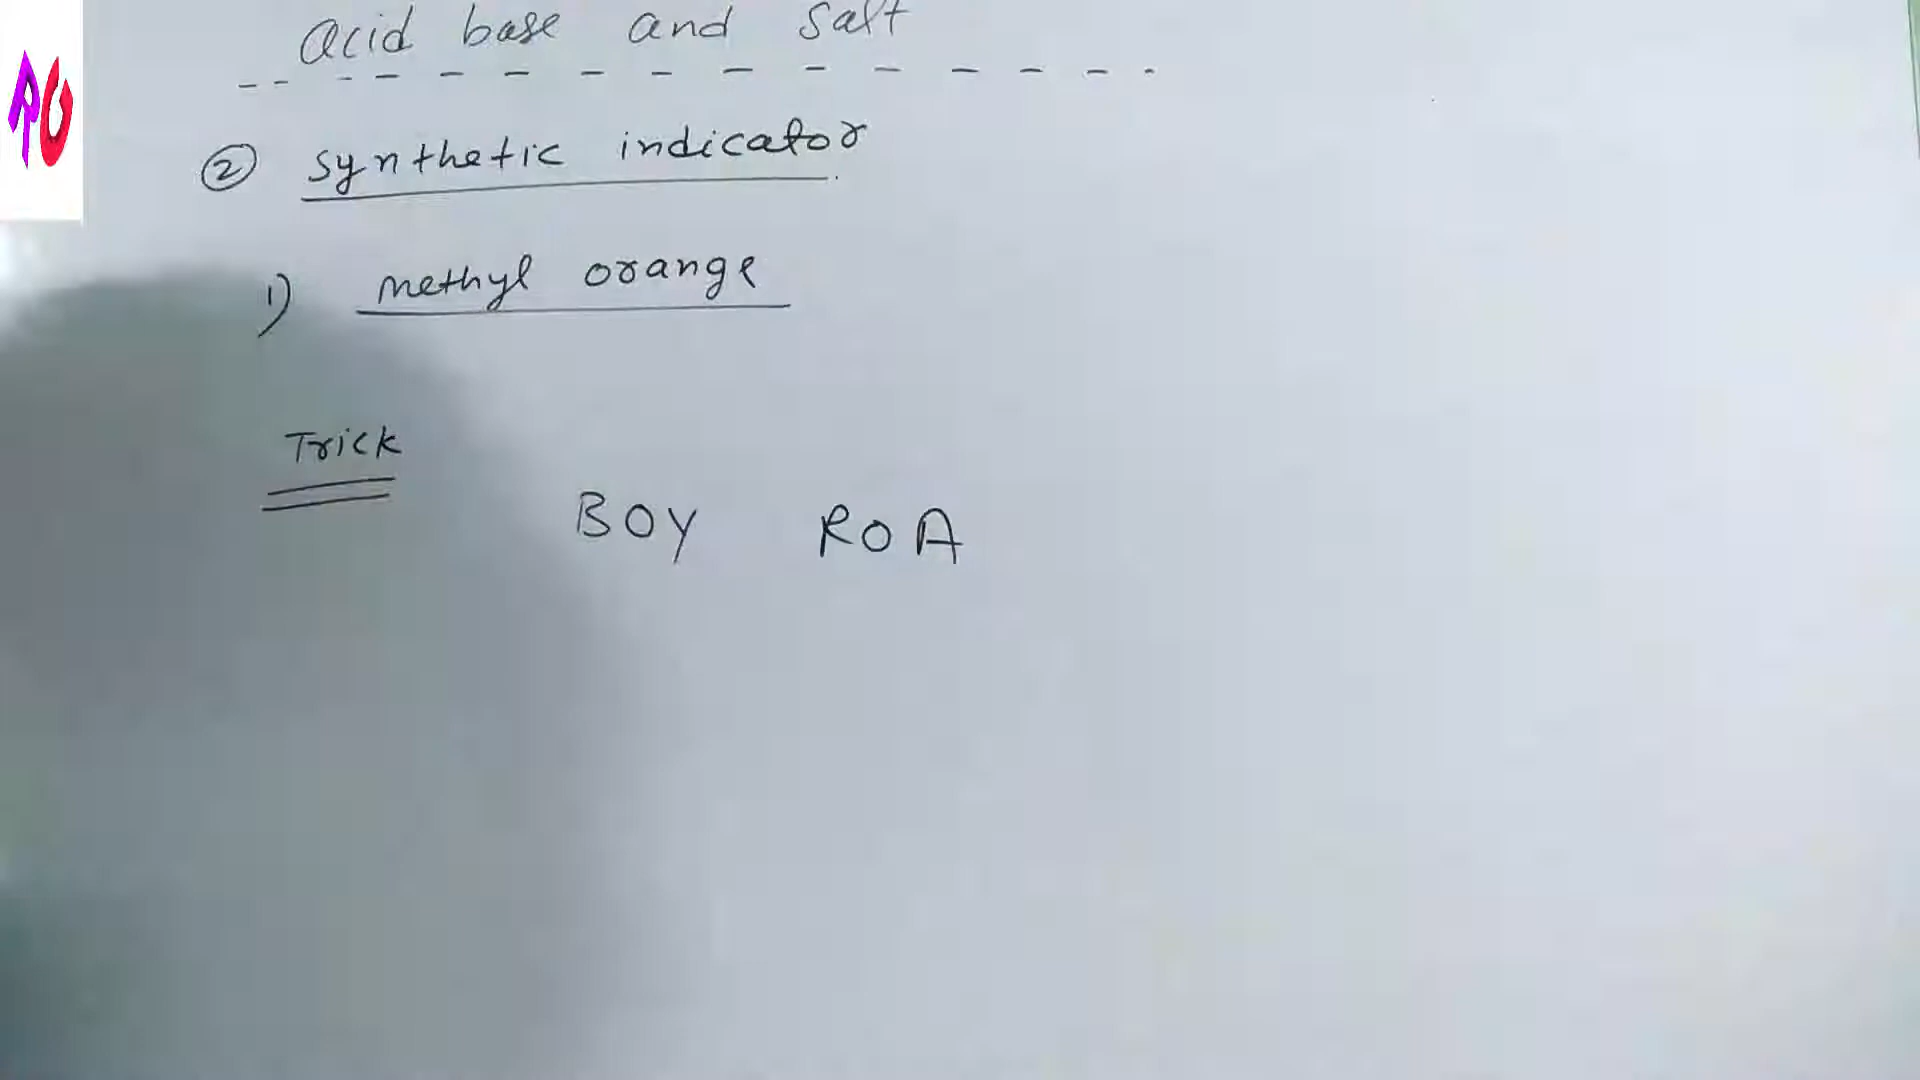 acid base and salt
② synthetic indicator
1) methyl orange
Trick
BOY ROA